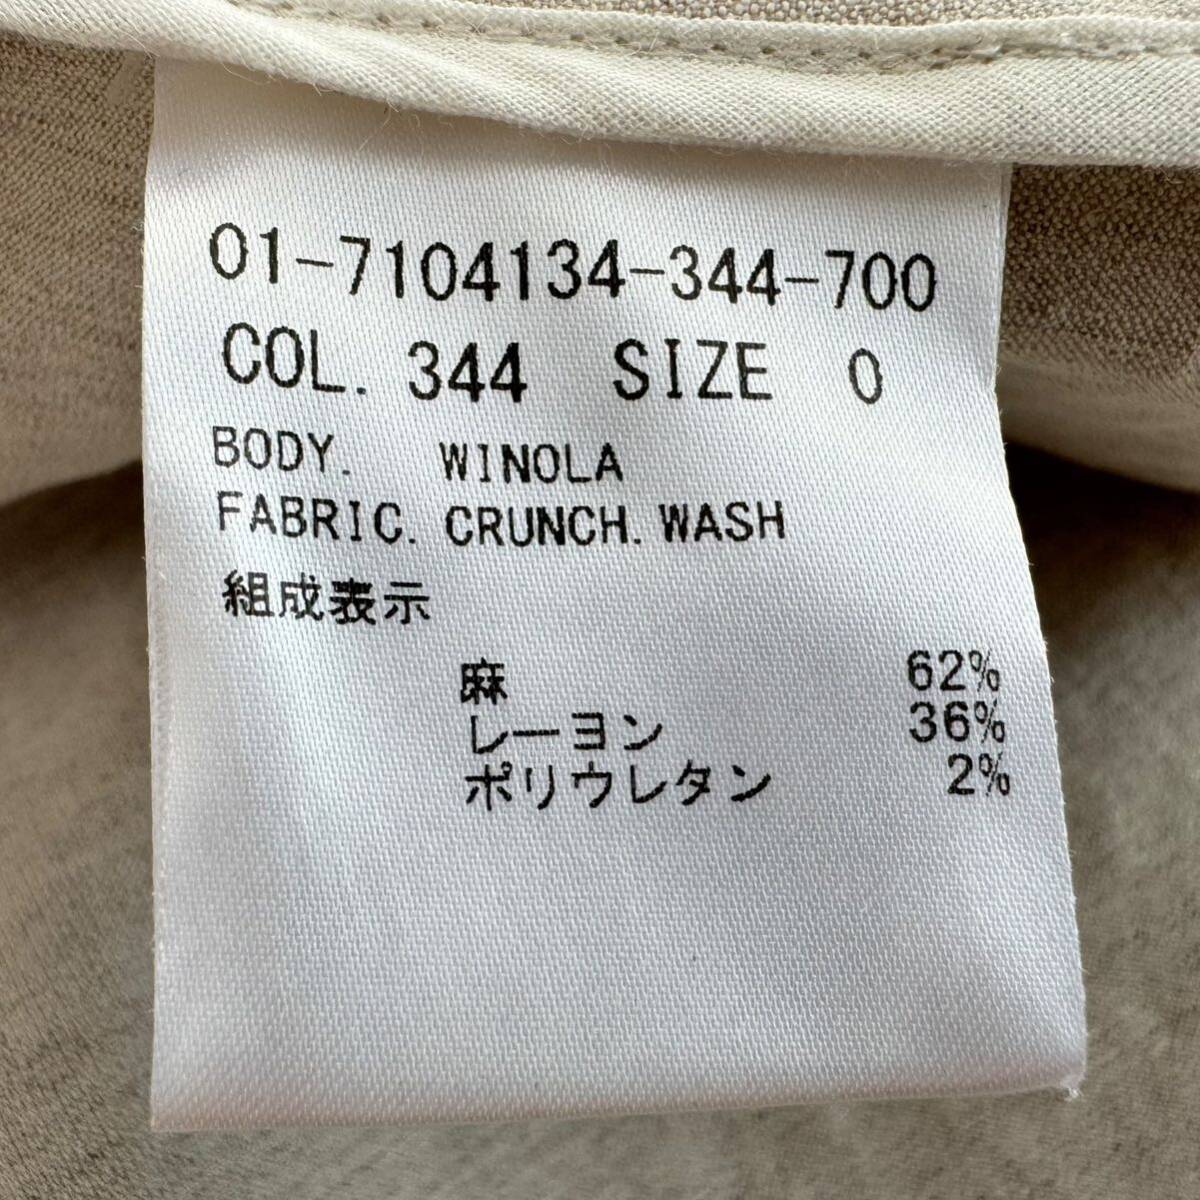 01-7104134-344-700
COL. 344 SIZE 0
BODY. WINOLA
FABRIC. CRUNCH. WASH
組成表示
麻 62%
レーヨン 36%
ポリウレタン 2%